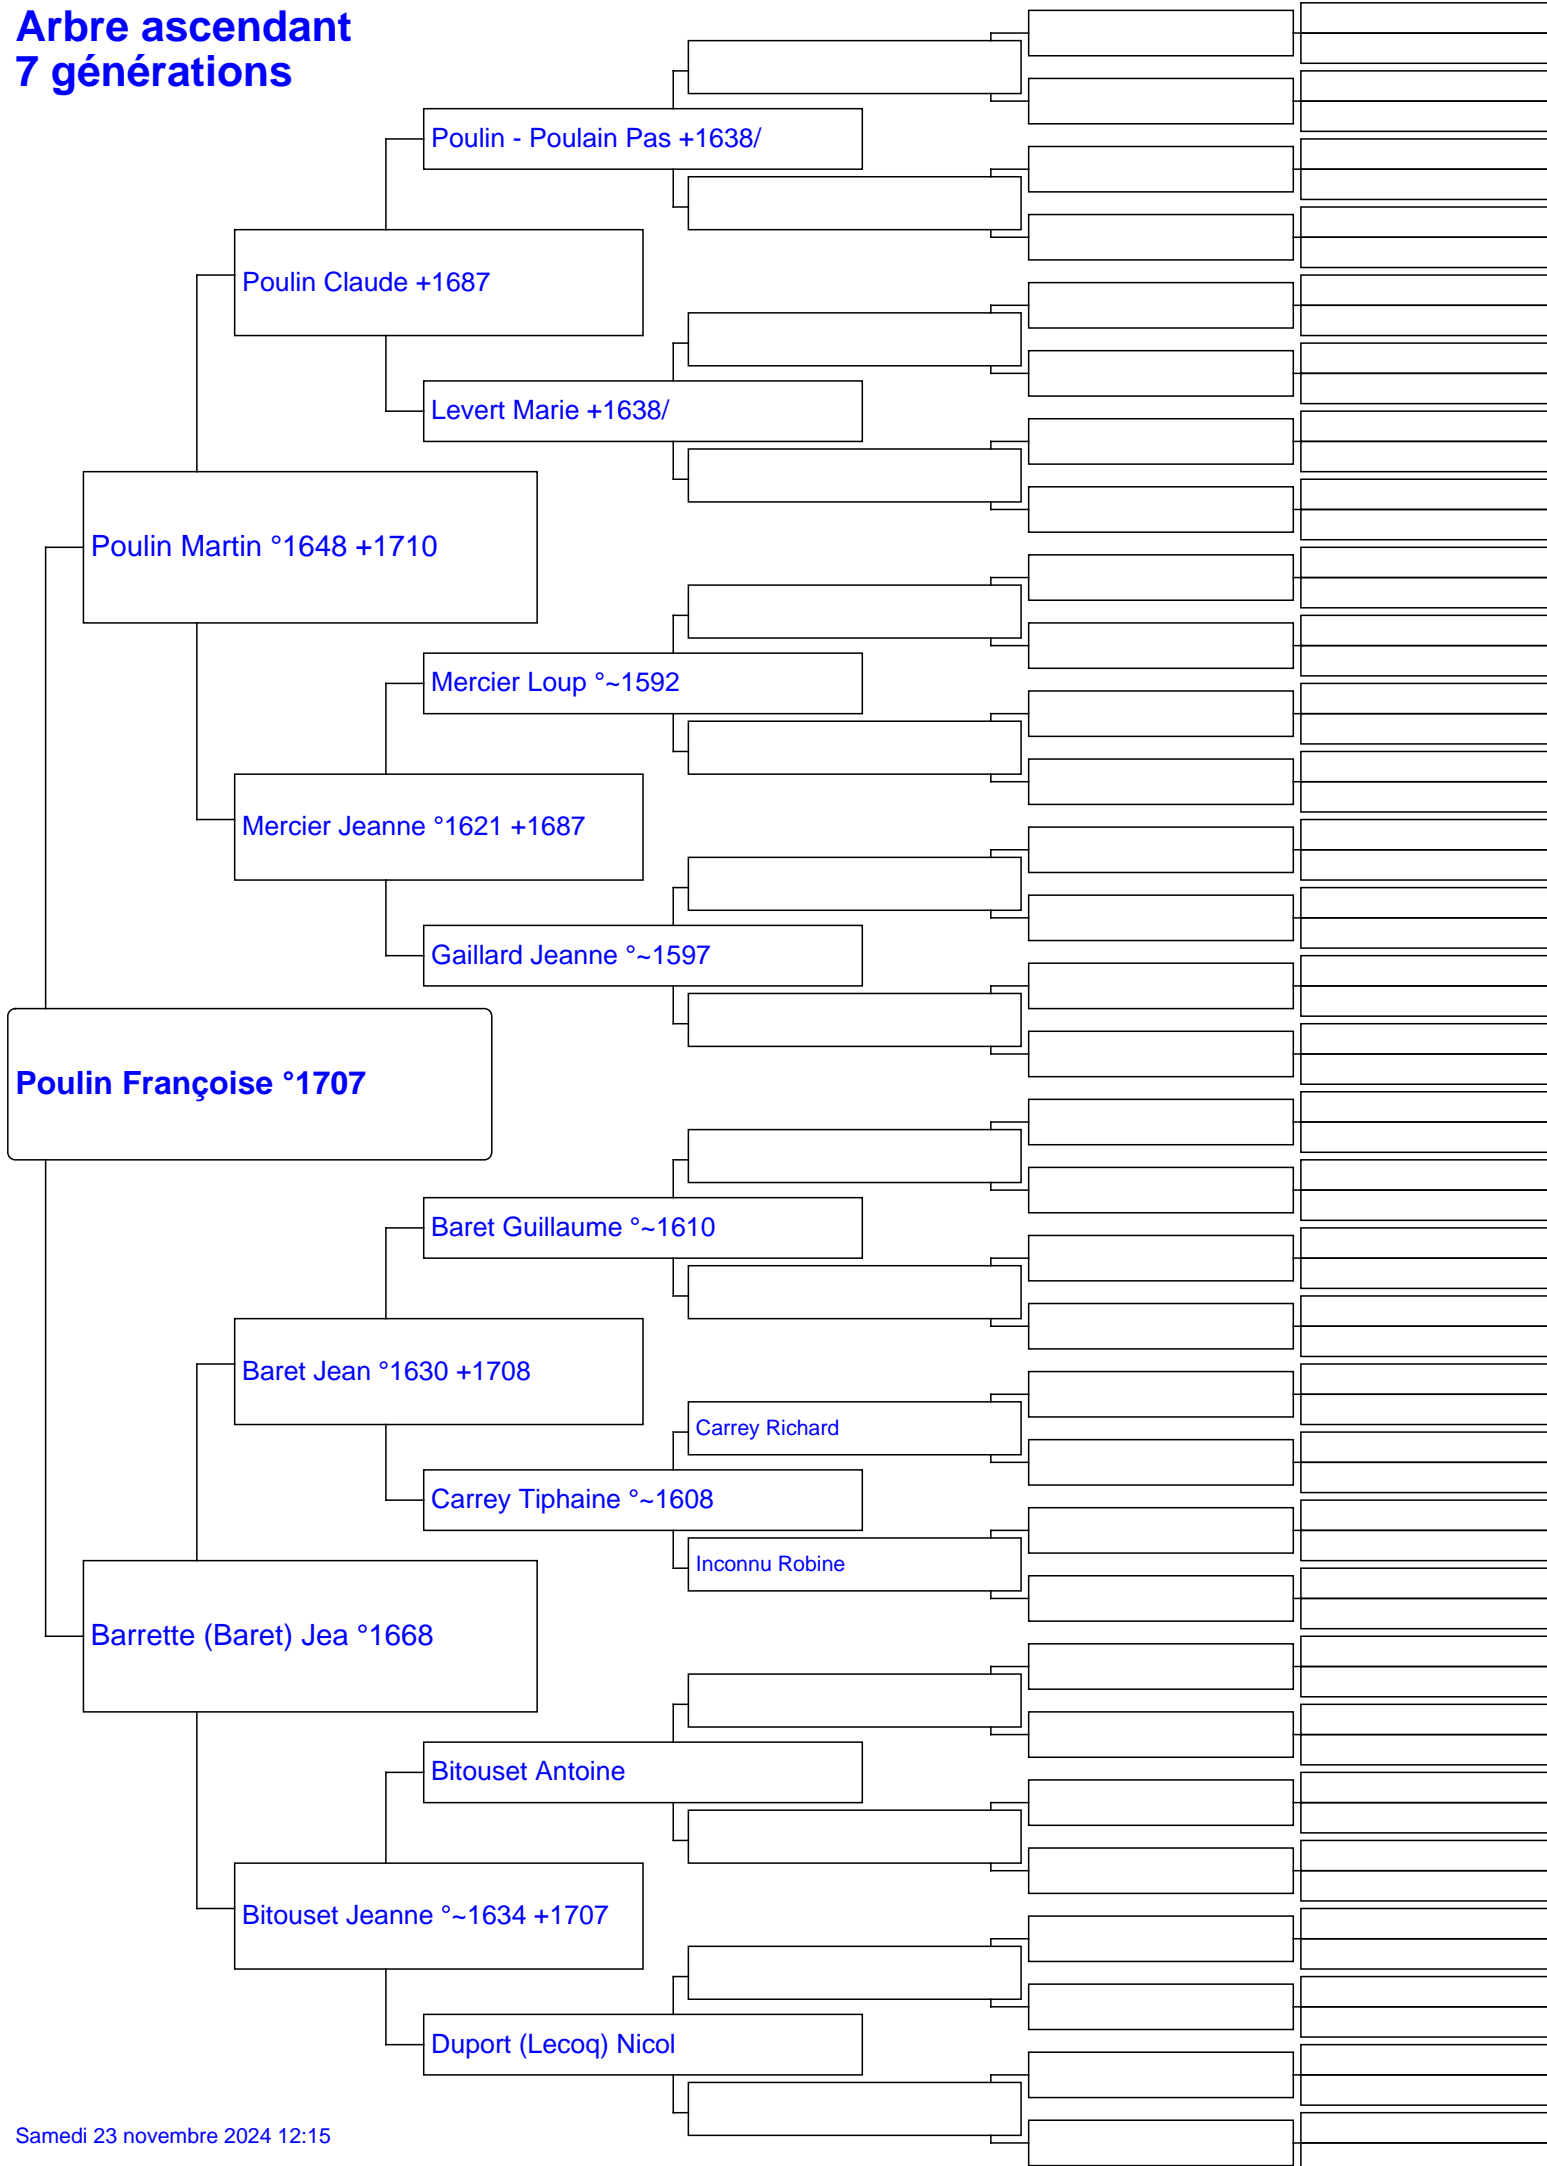 Arbre ascendant
7 générations
Poulin - Poulain Pas +1638/
Poulin Claude +1687
Levert Marie +1638/
Poulin Martin °1648 +1710
Mercier Loup °~1592
Mercier Jeanne °1621 +1687
Gaillard Jeanne °~1597
Poulin Françoise °1707
Baret Guillaume °~1610
Baret Jean °1630 +1708
Carrey Richard
Carrey Tiphaine °~1608
Inconnu Robine
Barrette (Baret) Jea °1668
Bitouset Antoine
Bitouset Jeanne °~1634 +1707
Duport (Lecoq) Nicol
Samedi 23 novembre 2024 12:15